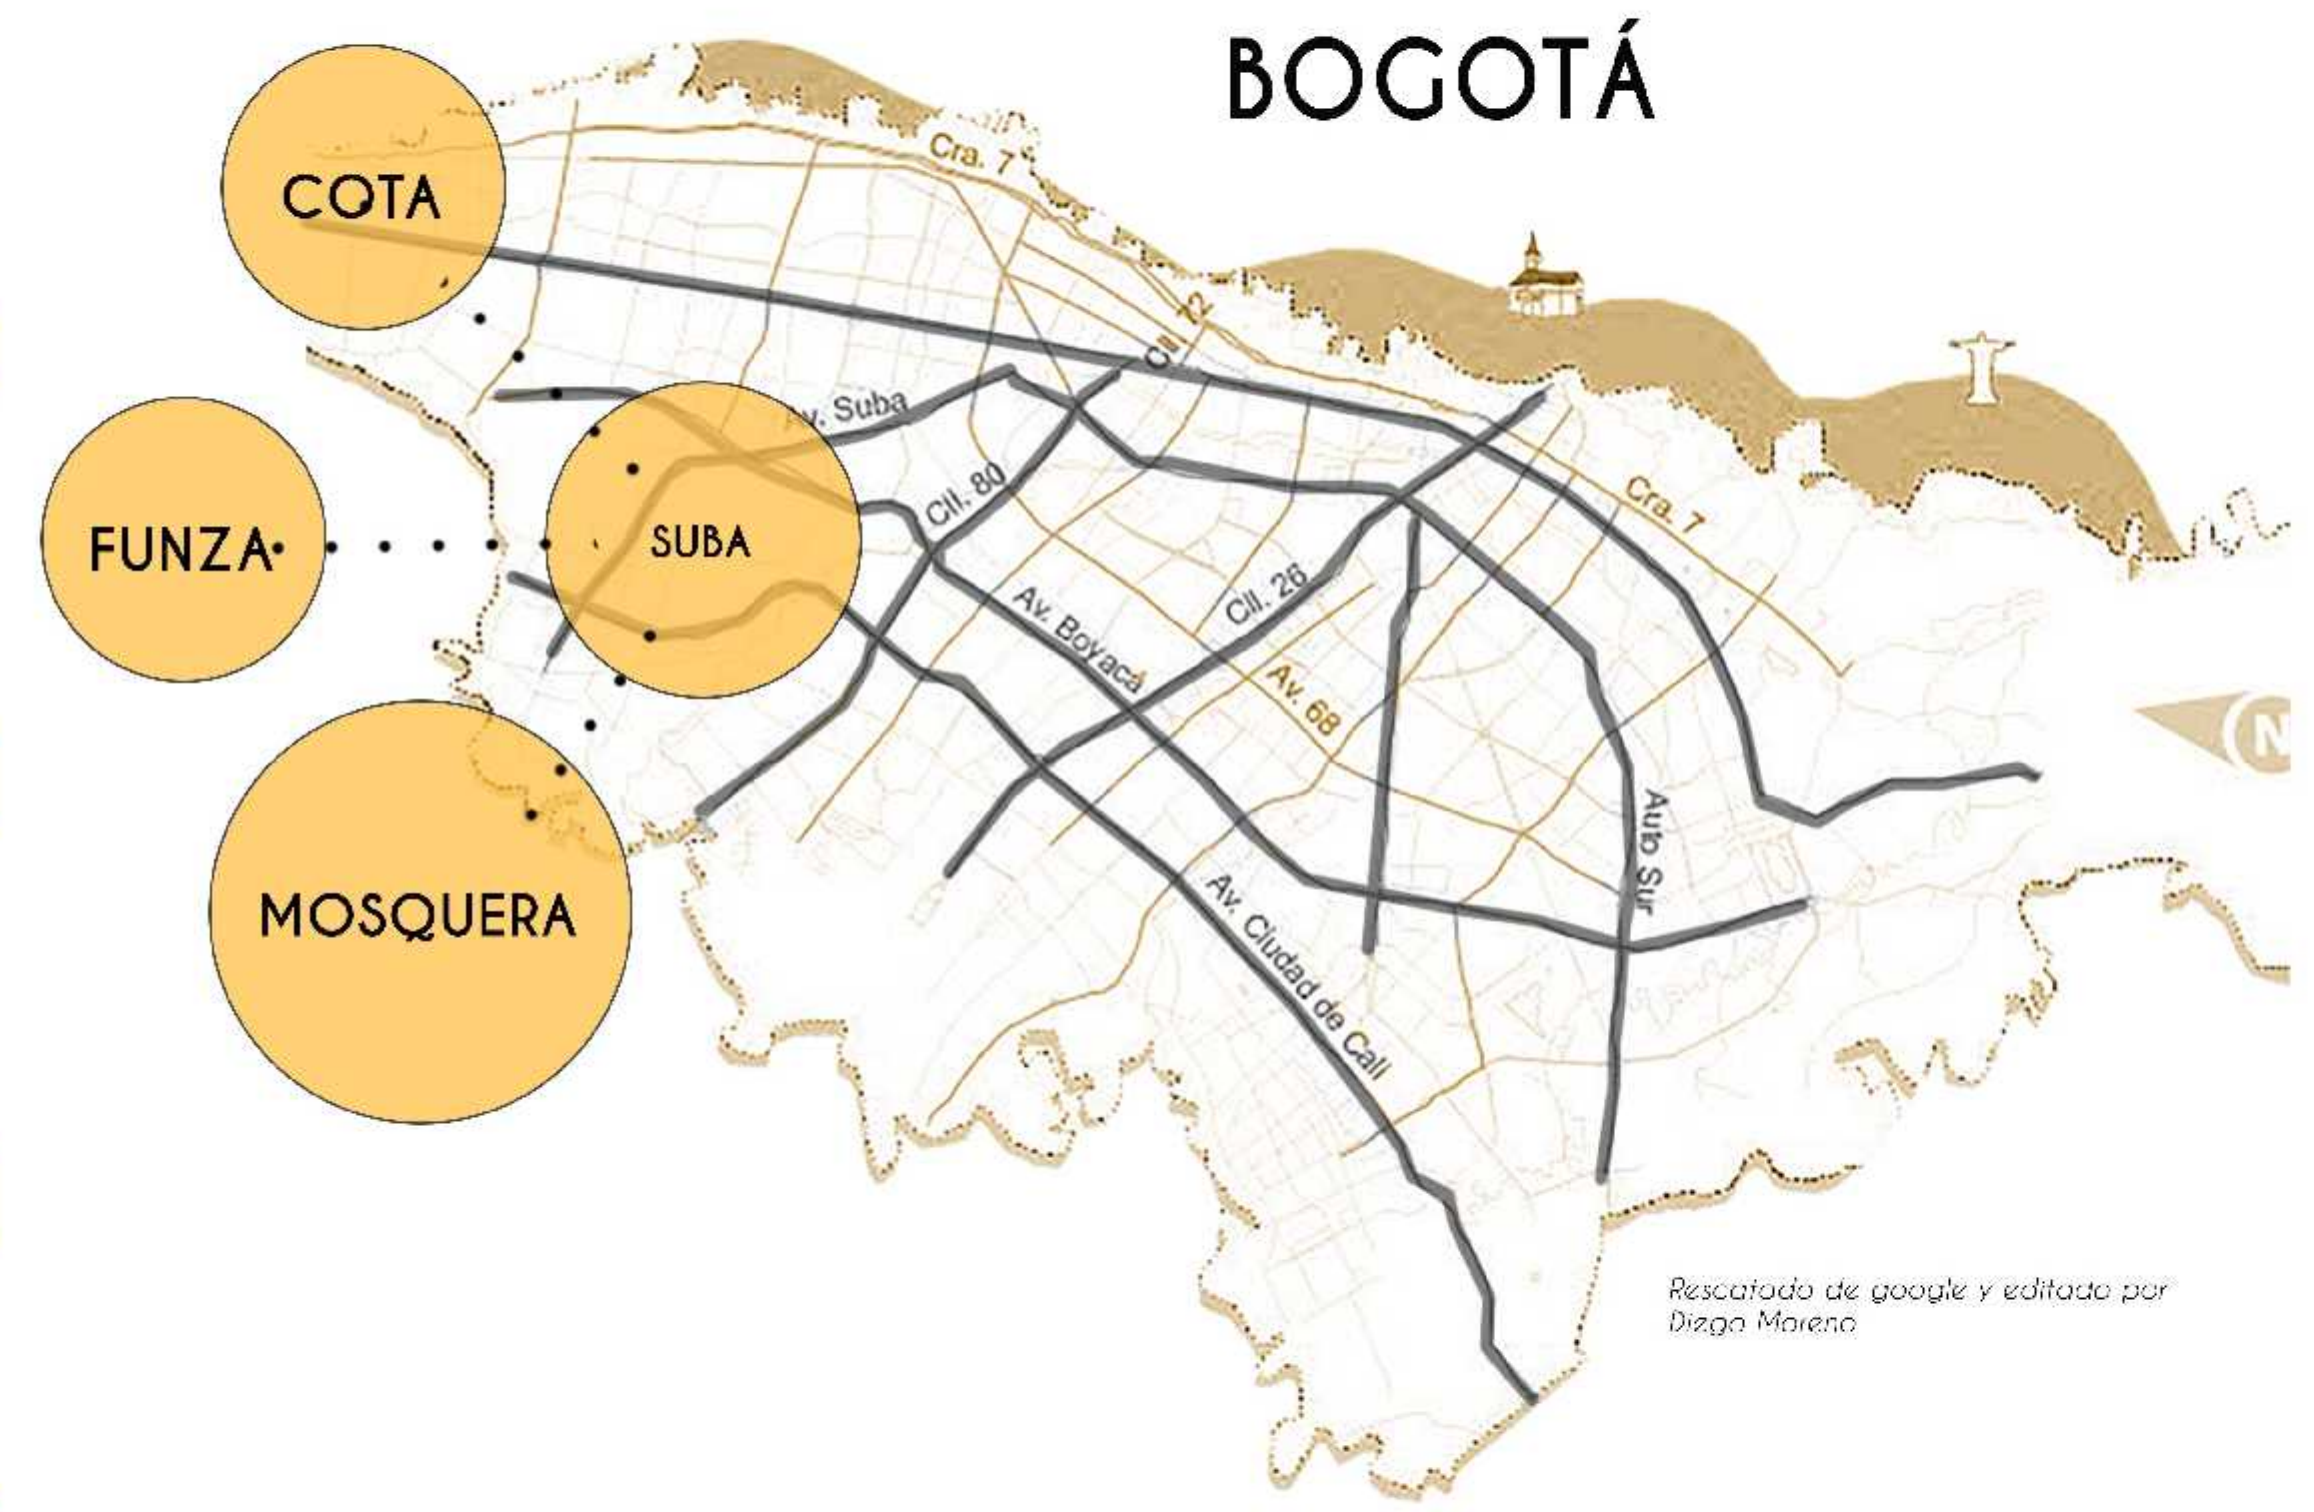 BOGOTÁ
Cra. 7
COTA
Cll. 72
Av. Suba
Cll. 80
Cra. 7
FUNZA
SUBA
Cll. 26
Av. Boyacá
Av. 68
N
Auto Sur
MOSQUERA
Av. Ciudad de Cali
Rescatado de google y editado por
Diego Moreno